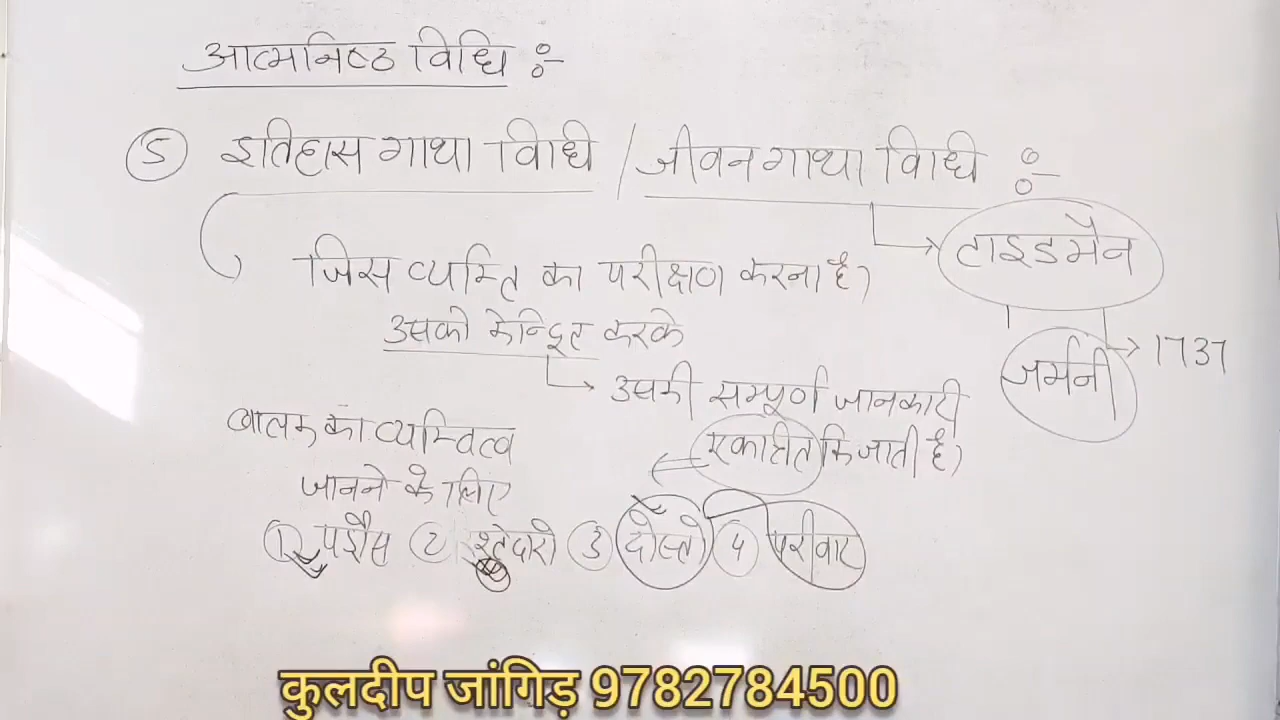 आत्मनिष्ठ विधि :-
5 इतिहास गाथा विधि / जीवन गाथा विधि :-
टाइडमैन
जिस व्यक्ति का परीक्षण करना है।
उसको केन्द्रित करके
जर्मनी → 1737
उसकी सम्पूर्ण जानकारी
एकत्रीत कि जाती है।
बालक का व्यक्तित्व
जानने के लिए
1 पडौस 2 रिश्तेदारो 3 दोस्तो 4 परीवार
कुलदीप जांगिड़ 9782784500